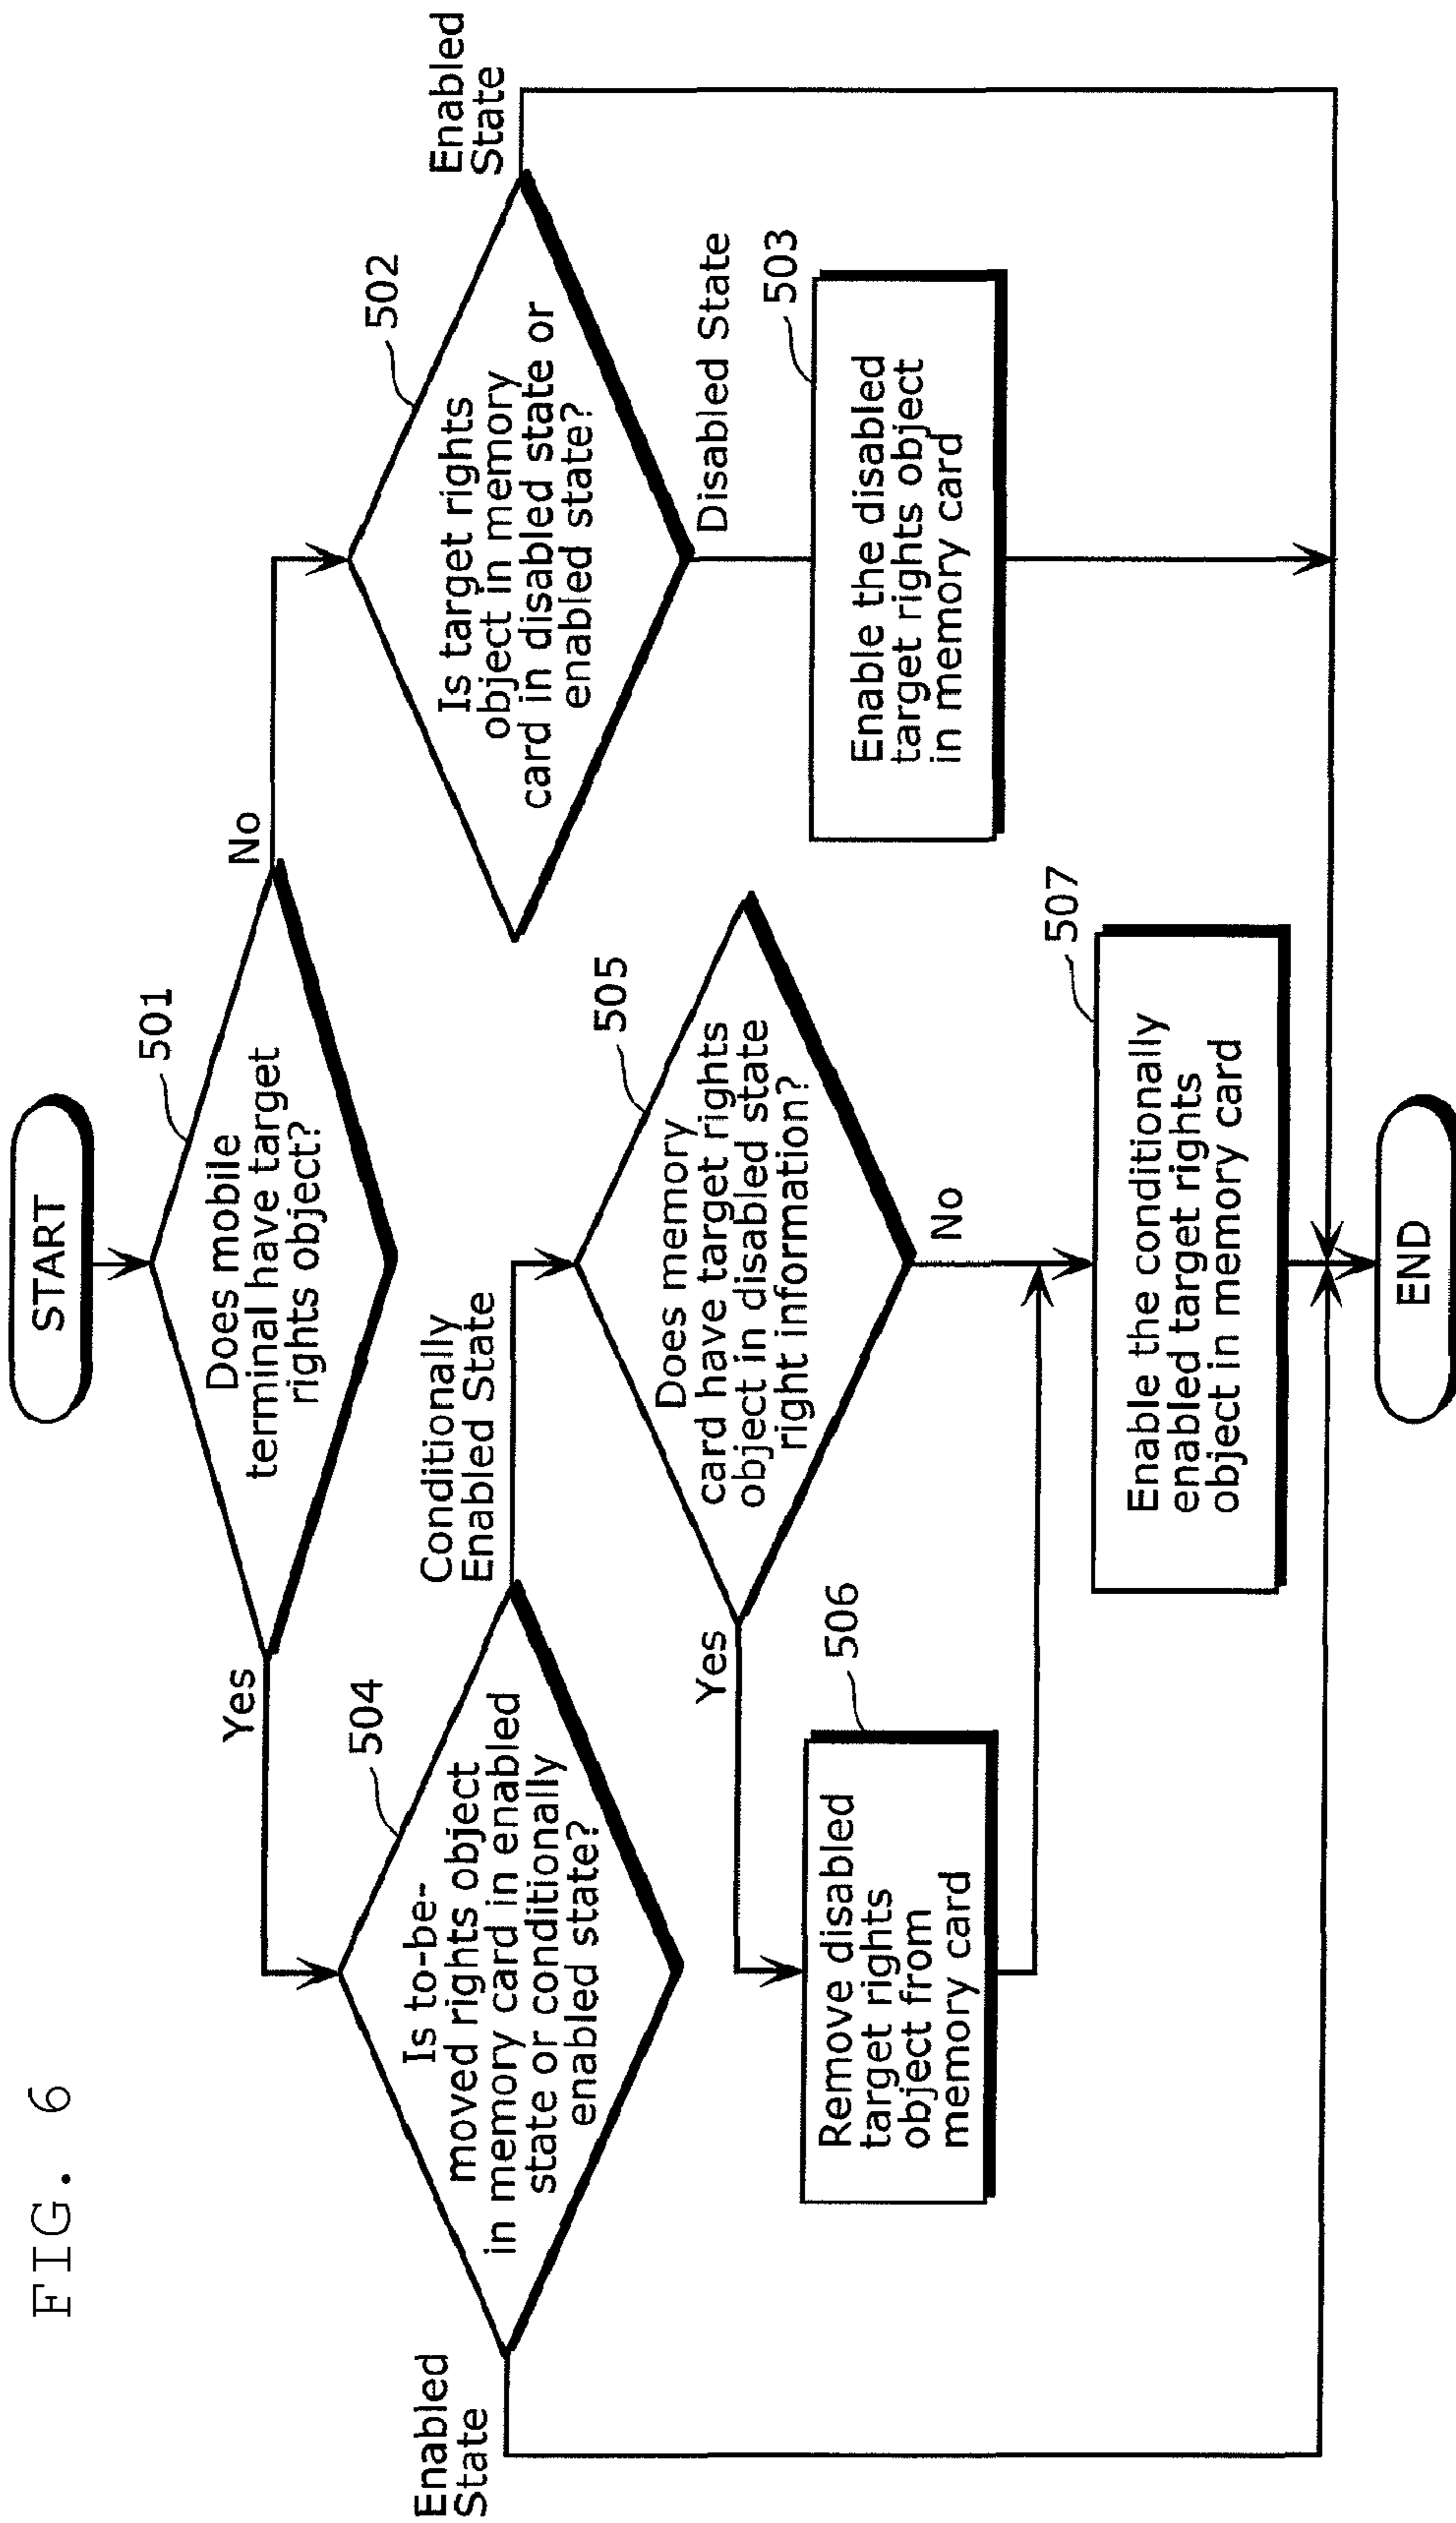 FIG. 6
START
501
Does mobile
terminal have target
rights object?
Yes
No
504
Is to-be-
moved rights object
in memory card in enabled
state or conditionally
enabled state?
Enabled
State
Conditionally
Enabled State
502
Is target rights
object in memory
card in disabled state or
enabled state?
Enabled
State
Disabled State
505
Does memory
card have target rights
object in disabled state
right information?
Yes
No
503
Enable the disabled
target rights object
in memory card
506
Remove disabled
target rights
object from
memory card
507
Enable the conditionally
enabled target rights
object in memory card
END